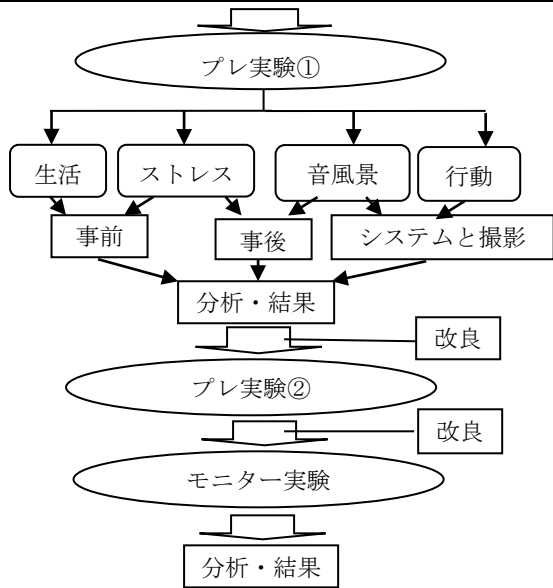 プレ実験①
生活
ストレス
音風景
行動
事前
事後
システムと撮影
分析・結果
改良
プレ実験②
改良
モニター実験
分析・結果